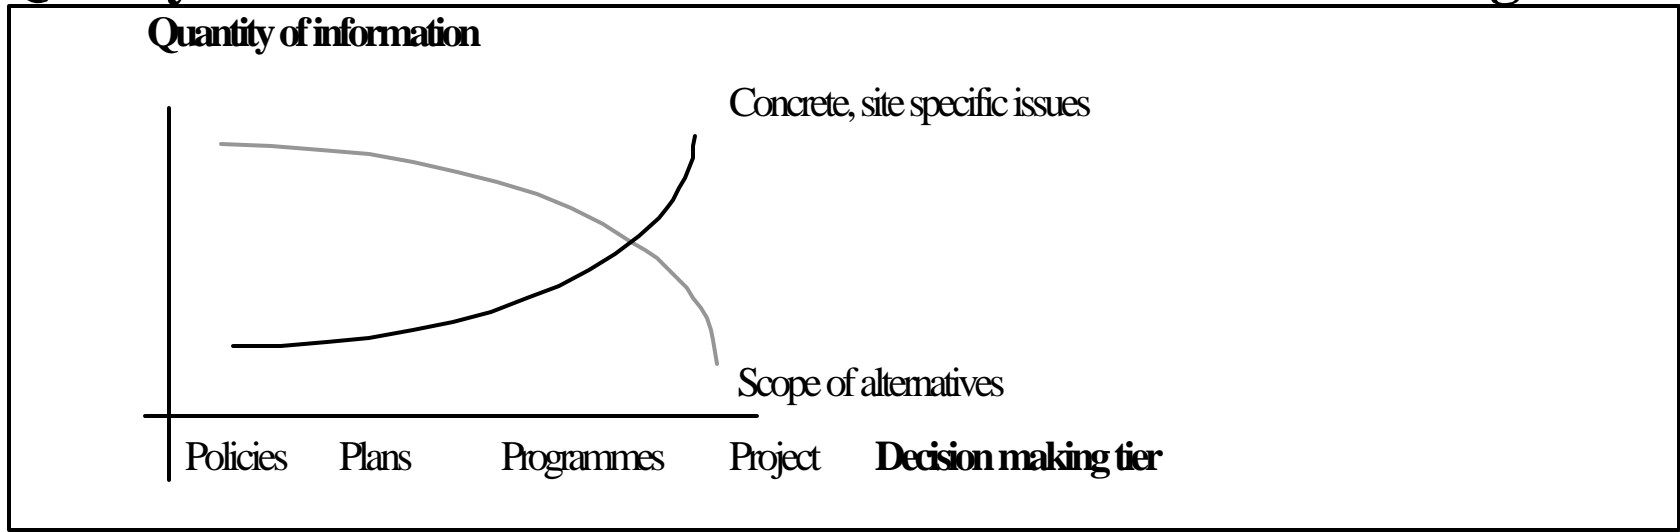 Quantity of information
Concrete, site specific issues
Scope of alternatives
Policies Plans Programmes Project Decision making tier